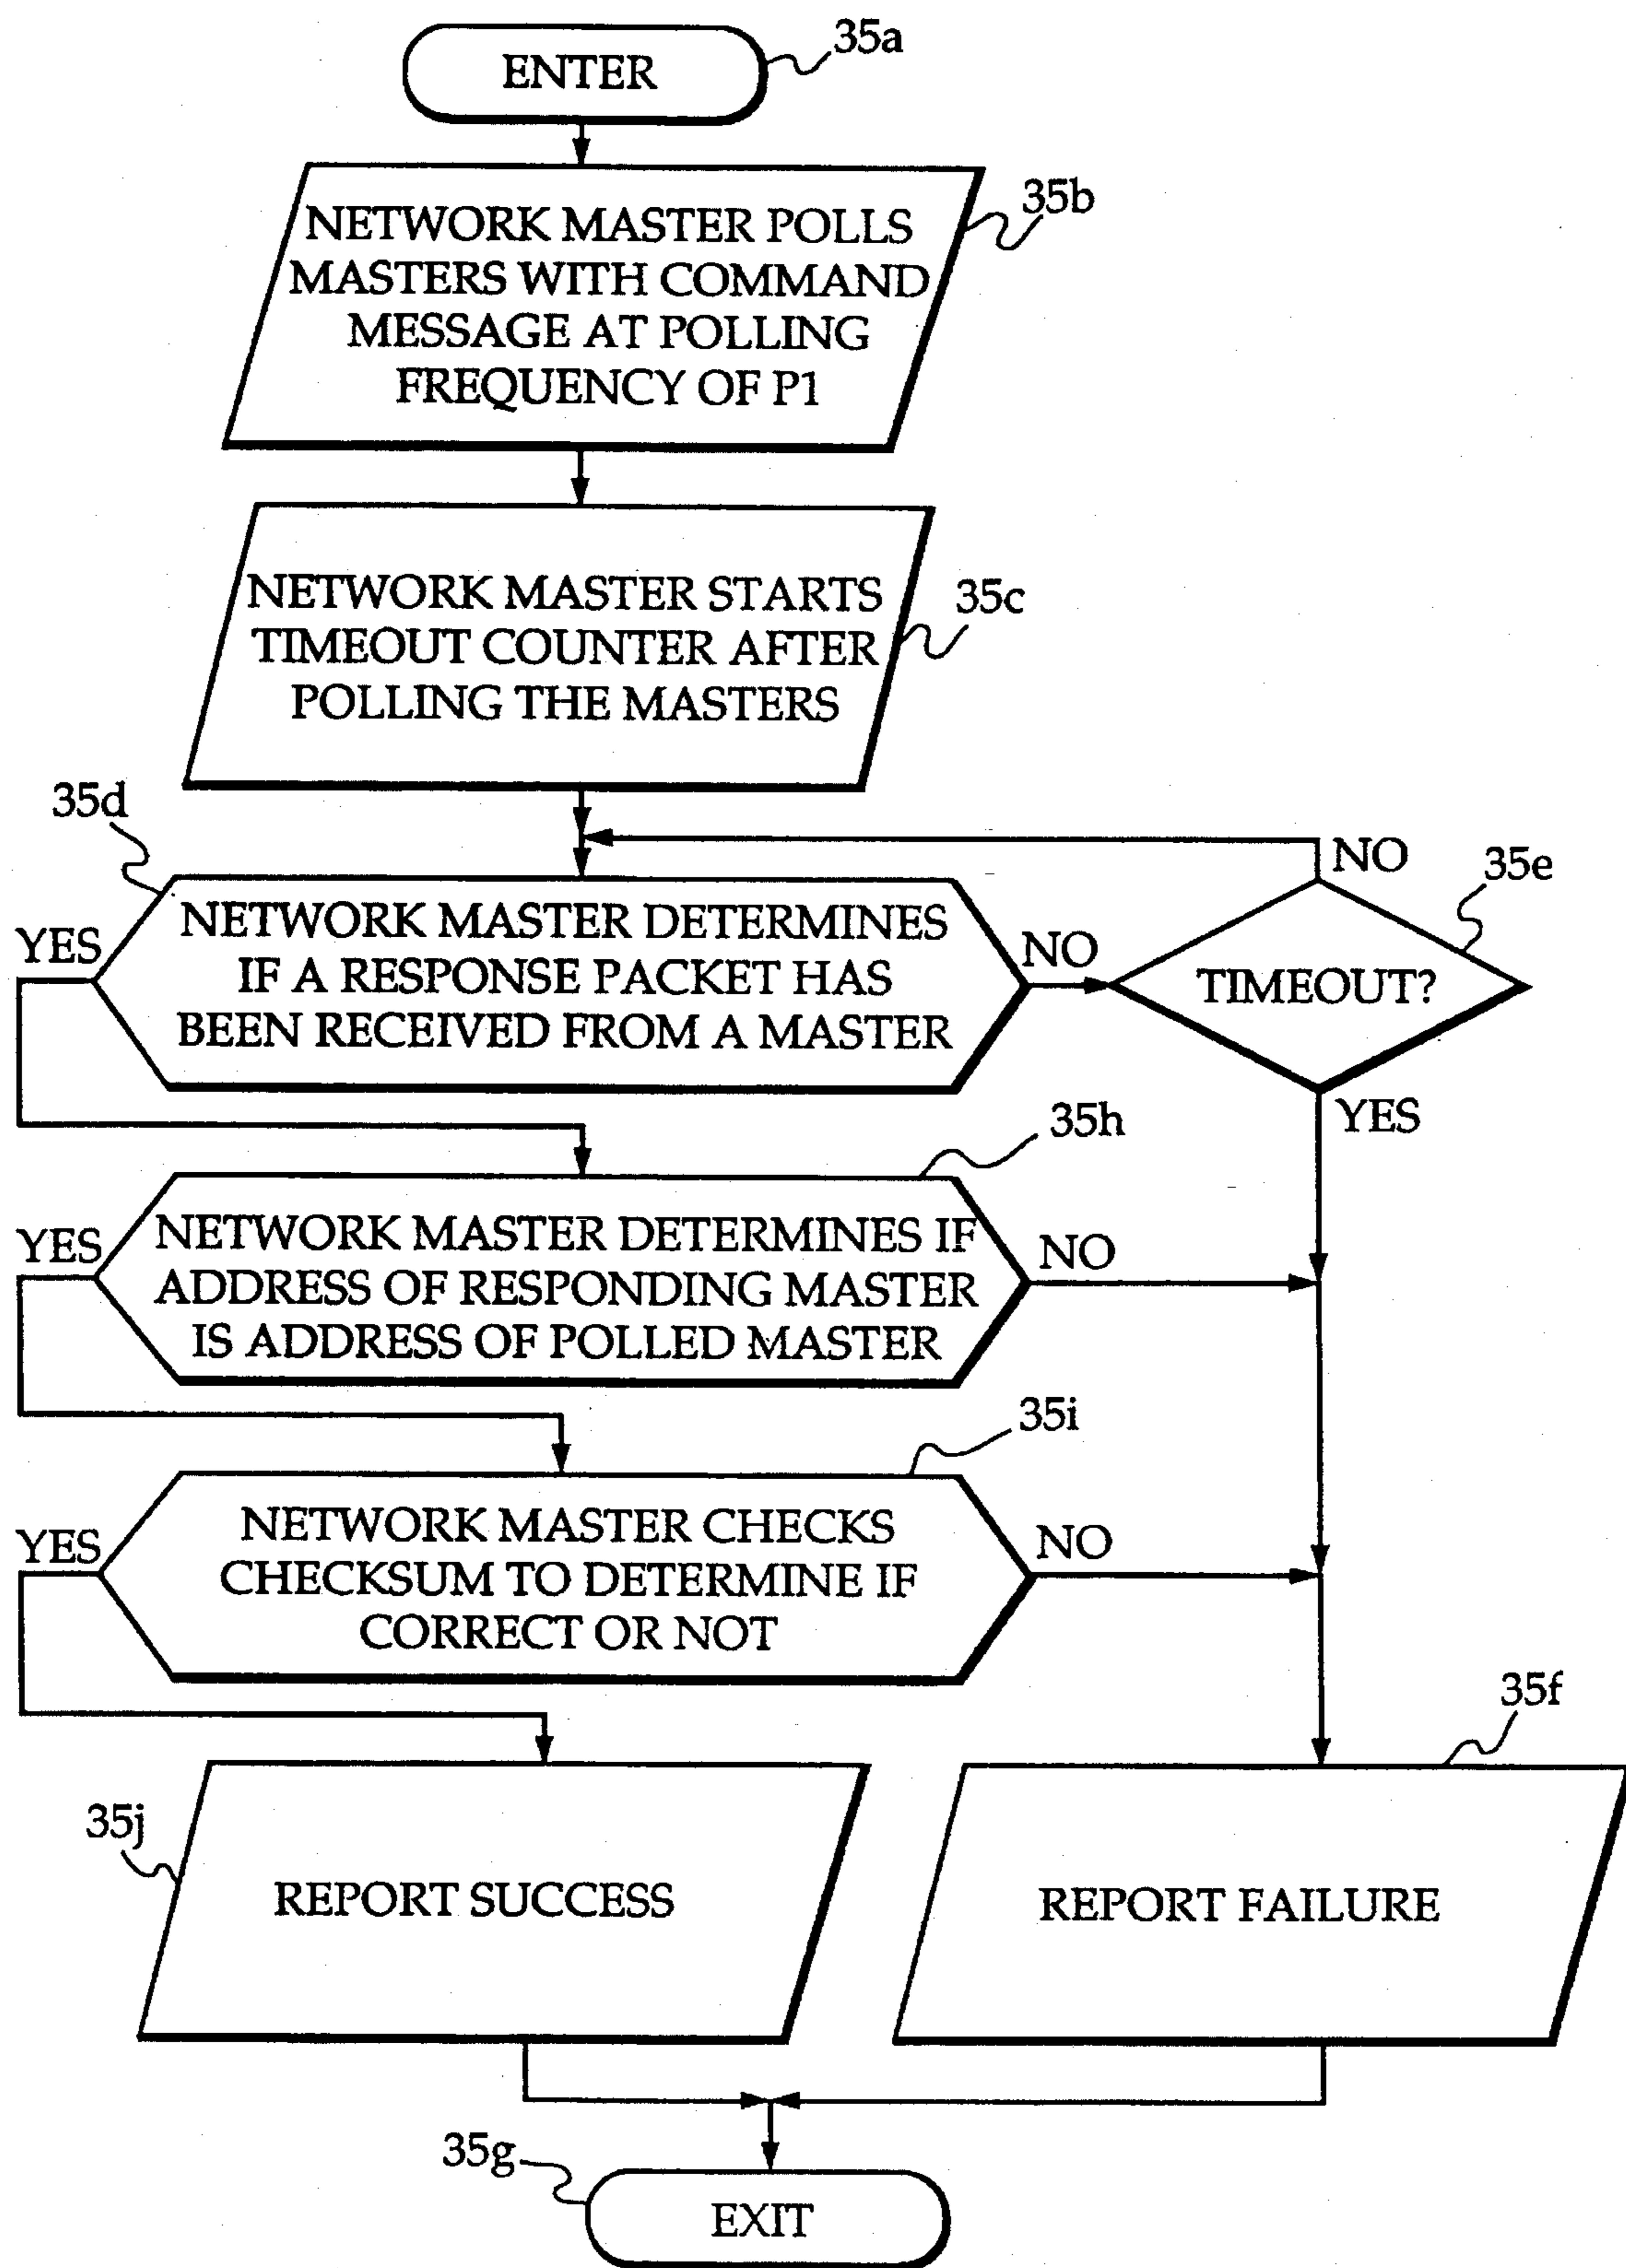 ENTER
35a
NETWORK MASTER POLLS
MASTERS WITH COMMAND
MESSAGE AT POLLING
FREQUENCY OF P1
35b
NETWORK MASTER STARTS
TIMEOUT COUNTER AFTER
POLLING THE MASTERS
35c
35d
NETWORK MASTER DETERMINES
IF A RESPONSE PACKET HAS
BEEN RECEIVED FROM A MASTER
YES
NO
TIMEOUT?
NO
35e
YES
35h
NETWORK MASTER DETERMINES IF
ADDRESS OF RESPONDING MASTER
IS ADDRESS OF POLLED MASTER
YES
NO
35i
NETWORK MASTER CHECKS
CHECKSUM TO DETERMINE IF
CORRECT OR NOT
YES
NO
35j
REPORT SUCCESS
35f
REPORT FAILURE
35g
EXIT